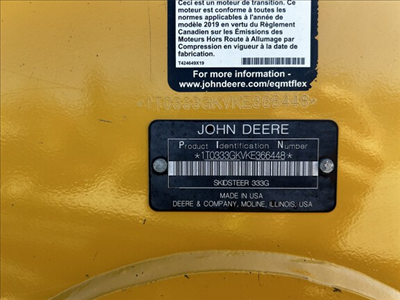 Ceci est un moteur de transition. Ce
moteur est conforme à toutes les
normes applicables à l'année de
modèle 2019 en vertu du Règlement
Canadien sur les Émissions des
Moteurs Hors Route à Allumage par
Compression en vigueur à la date de
fabrication.
T424649X19
For more information -
www.johndeere.com/eqmtflex
*1T0333GKVKE366448*
JOHN DEERE
Product Identification Number
*1T0333GKVKE366448*
SKIDSTEER 333G
MADE IN USA
DEERE & COMPANY, MOLINE, ILLINOIS. USA